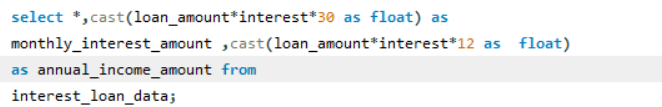 select *,cast(loan_amount*interest*30 as float) as
monthly_interest_amount ,cast(loan_amount*interest*12 as  float)
as annual_income_amount from
interest_loan_data;